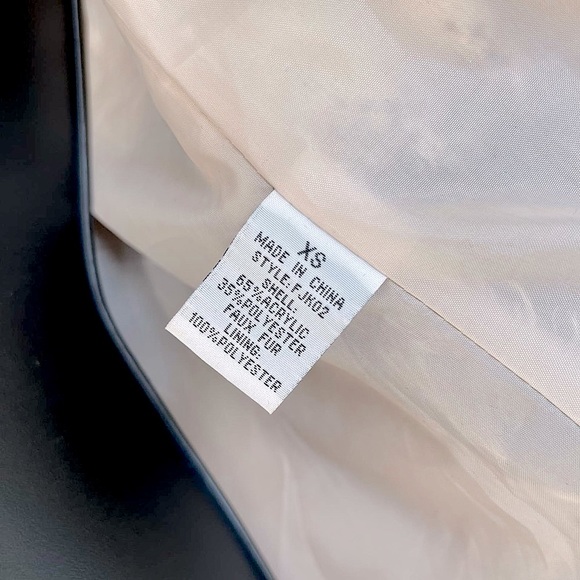 XS
MADE IN CHINA
STYLE:FJK02
SHELL:
65%ACRYLIC
35%POLYESTER
FAUX FUR
LINING:
100%POLYESTER